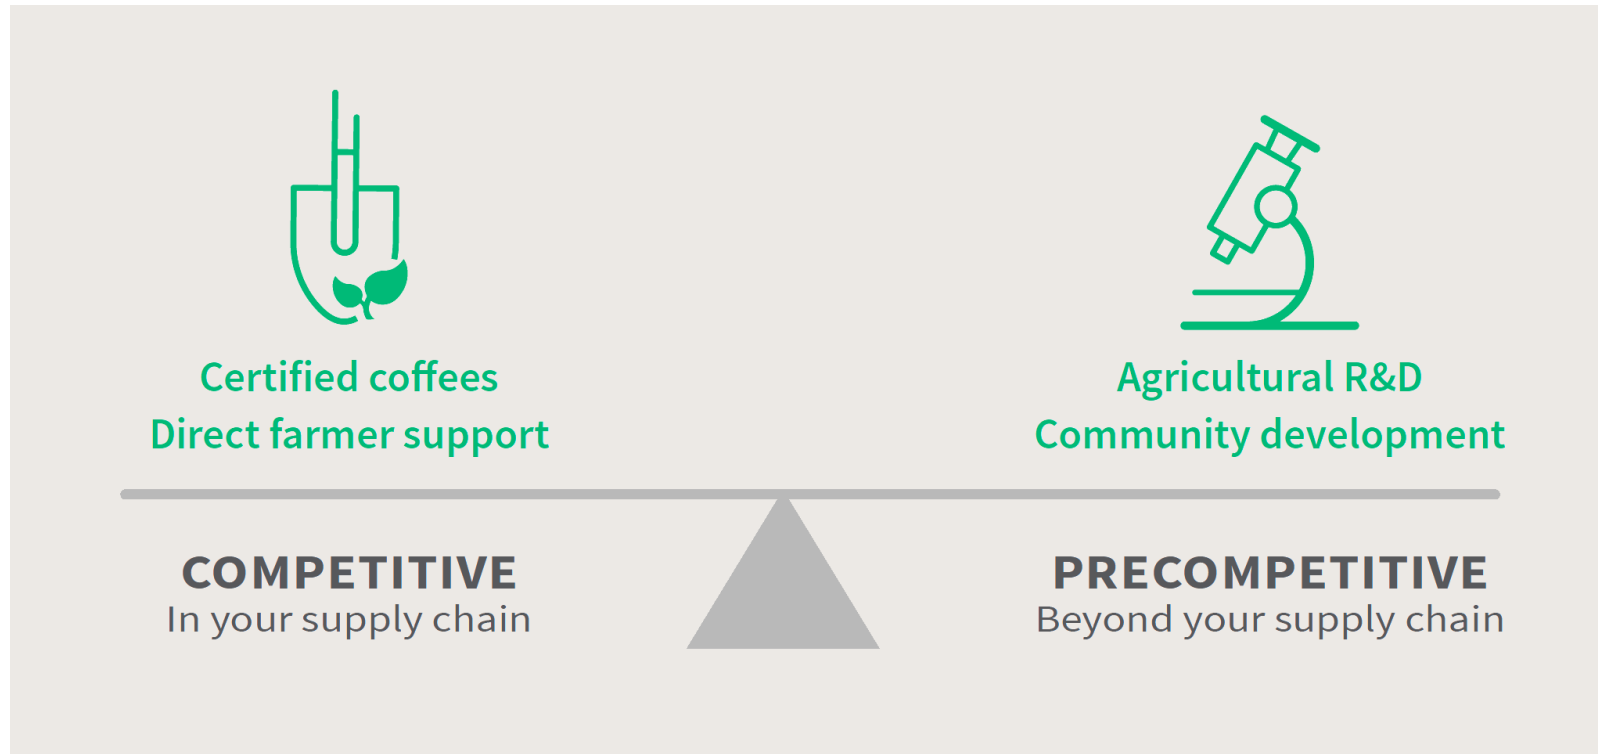 Certified coffees
Direct farmer support
Agricultural R&D
Community development
COMPETITIVE
In your supply chain
PRECOMPETITIVE
Beyond your supply chain